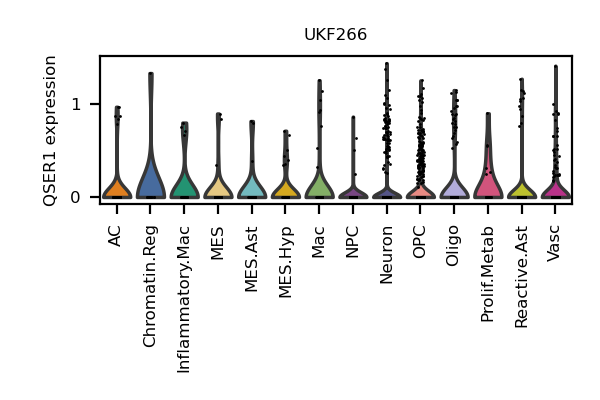 UKF266
QSER1 expression
1
0
AC
Chromatin.Reg
Inflammatory.Mac
MES
MES.Ast
MES.Hyp
Mac
NPC
Neuron
OPC
Oligo
Prolif.Metab
Reactive.Ast
Vasc